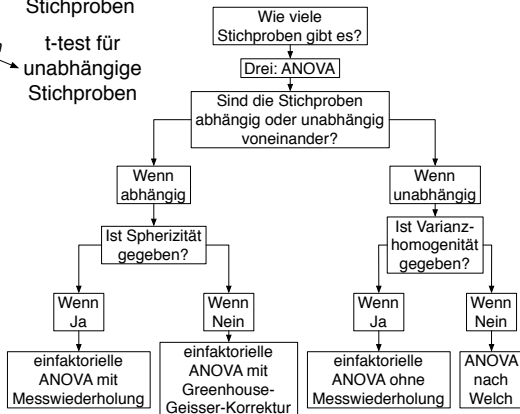 Stichproben
t-test für
unabhängige
Stichproben
Wie viele
Stichproben gibt es?
Drei: ANOVA
Sind die Stichproben
abhängig oder unabhängig
voneinander?
Wenn
abhängig
Wenn
unabhängig
Ist Spherizität
gegeben?
Ist Varianz-
homogenität
gegeben?
Wenn
Ja
Wenn
Nein
Wenn
Ja
Wenn
Nein
einfaktorielle
ANOVA mit
Messwiederholung
einfaktorielle
ANOVA mit
Greenhouse-
Geisser-Korrektur
einfaktorielle
ANOVA ohne
Messwiederholung
ANOVA
nach
Welch